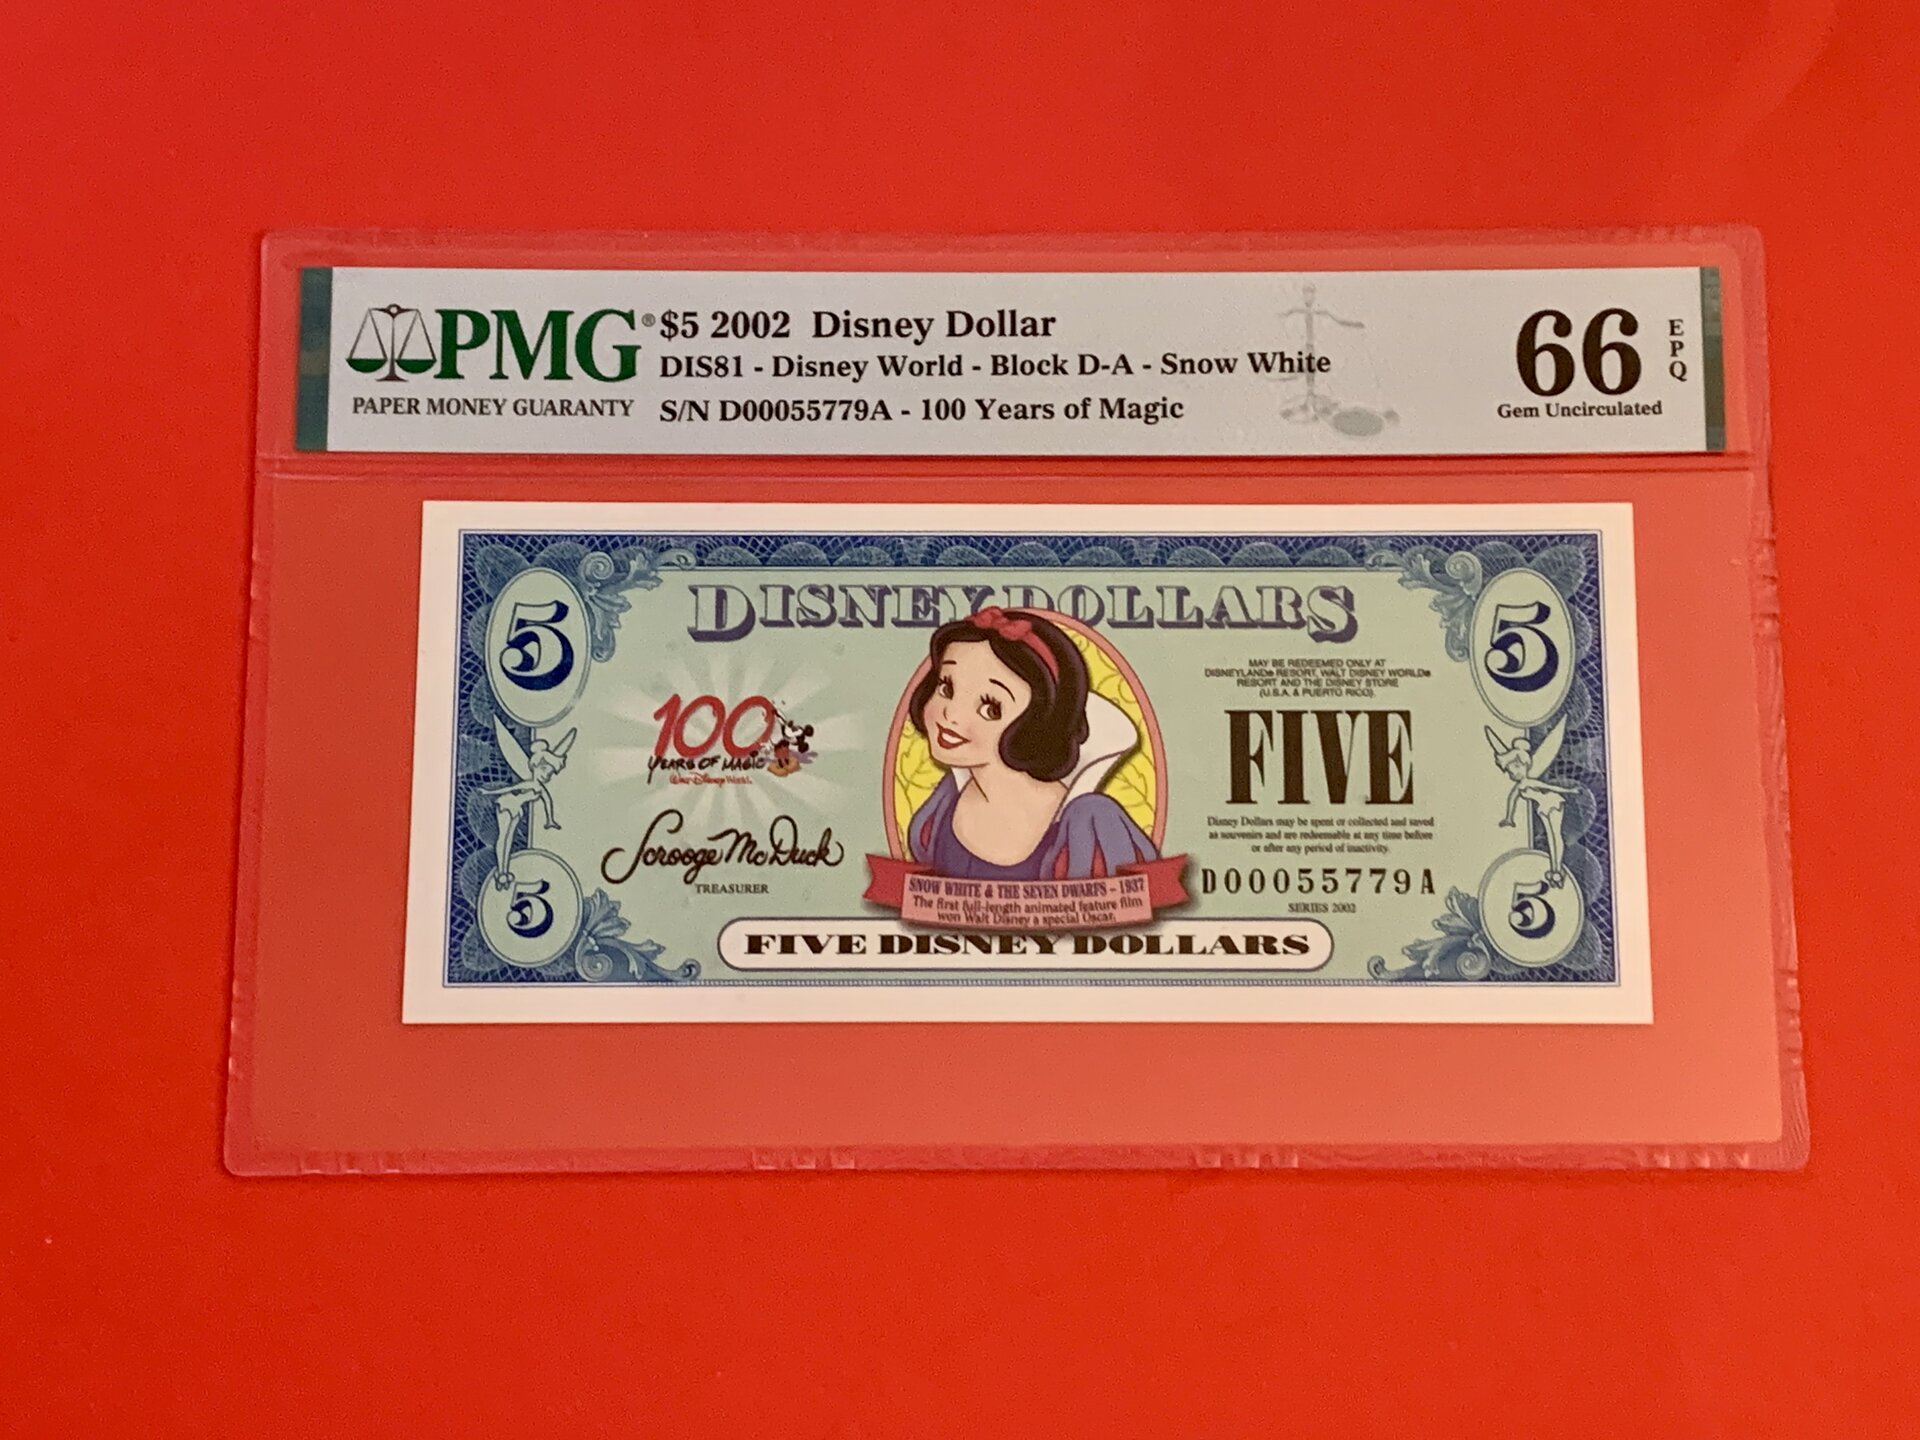 PMG® $5 2002 Disney Dollar
DIS81 - Disney World - Block D-A - Snow White
PAPER MONEY GUARANTY S/N D00055779A - 100 Years of Magic
66 EPQ
Gem Uncirculated
5 DISNEY DOLLARS 5
MAY BE REDEEMED ONLY AT
DISNEYLAND® RESORT, WALT DISNEY WORLD®
RESORT AND THE DISNEY STORE
(U.S.A. & PUERTO RICO).
100
YEARS OF MAGIC
Walt Disney World
FIVE
Disney Dollars may be spent or collected and saved
as souvenirs and are redeemable at any time before
or after any period of inactivity.
Scrooge McDuck
TREASURER
D00055779A
SERIES 2002
SNOW WHITE & THE SEVEN DWARFS – 1937
The first full-length animated feature film
won Walt Disney a special Oscar.
5 FIVE DISNEY DOLLARS 5